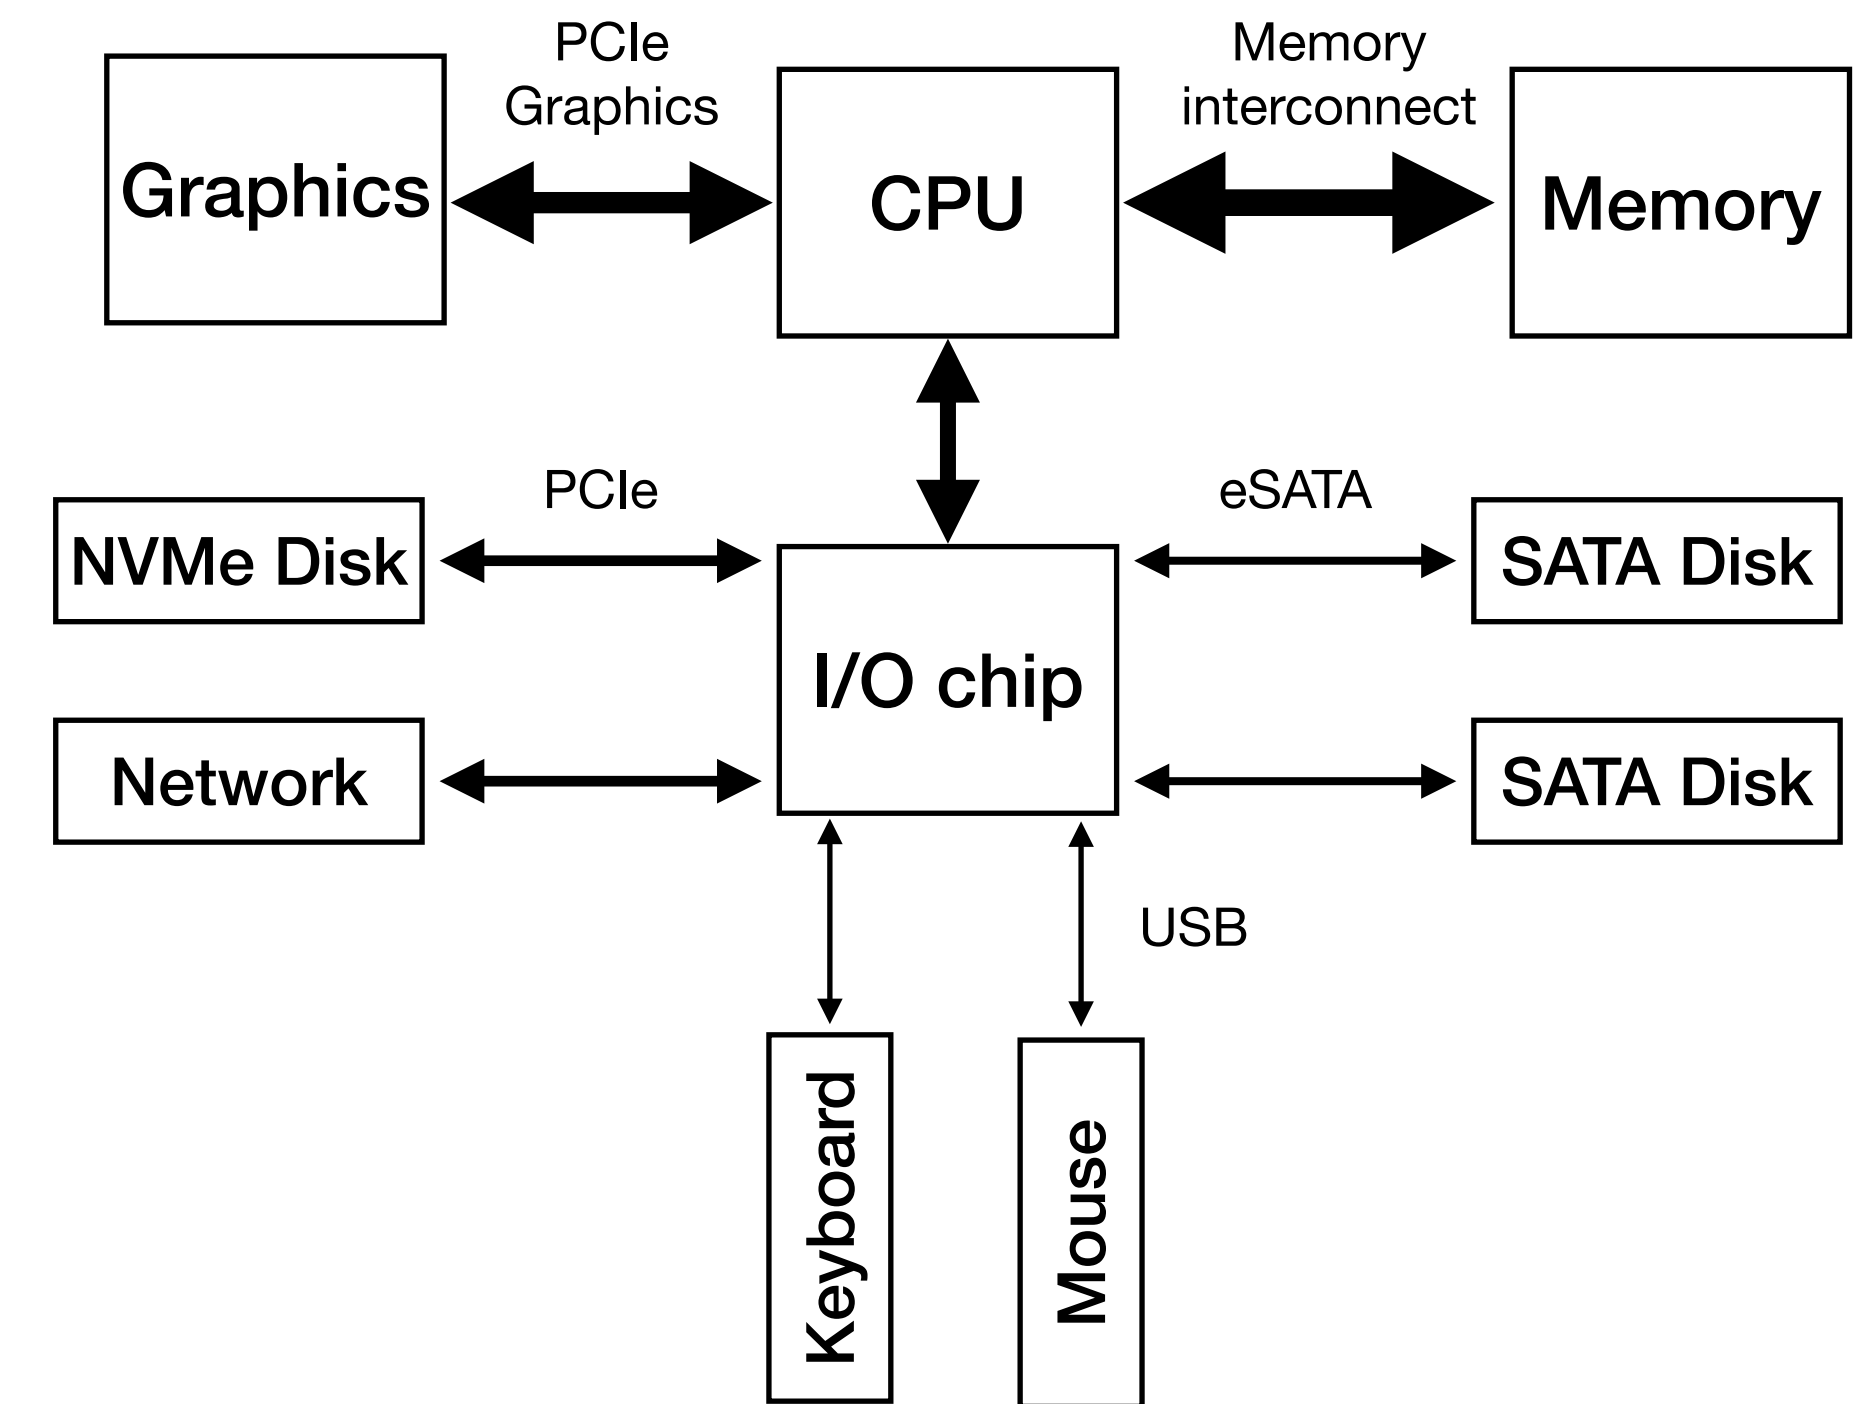 PCIe
Graphics
Memory
interconnect
Graphics
CPU
Memory
PCIe
eSATA
NVMe Disk
SATA Disk
I/O chip
Network
SATA Disk
USB
Keyboard
Mouse